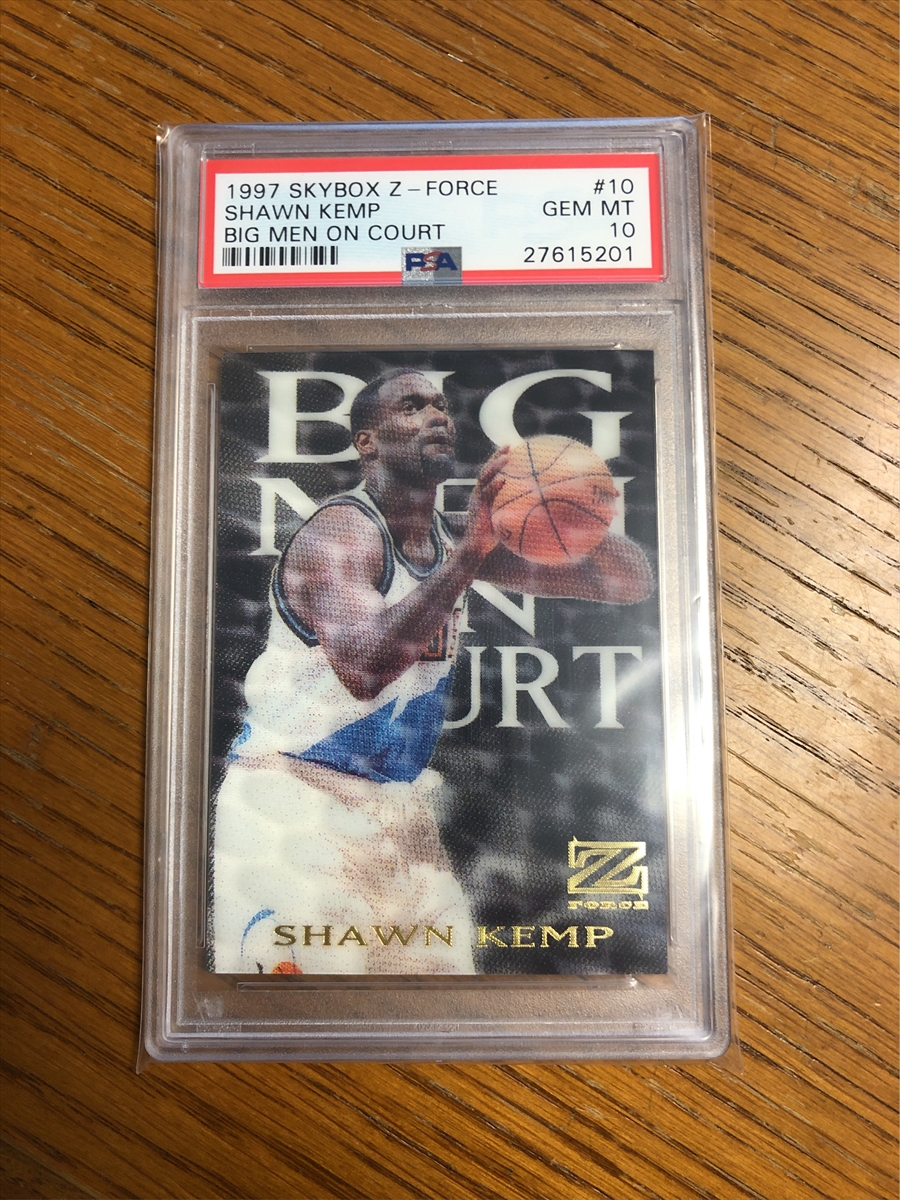 1997 SKYBOX Z-FORCE #10
SHAWN KEMP GEM MT
BIG MEN ON COURT 10
PSA 27615201
BIG
MEN
ON
COURT
Z
FORCE
SHAWN KEMP